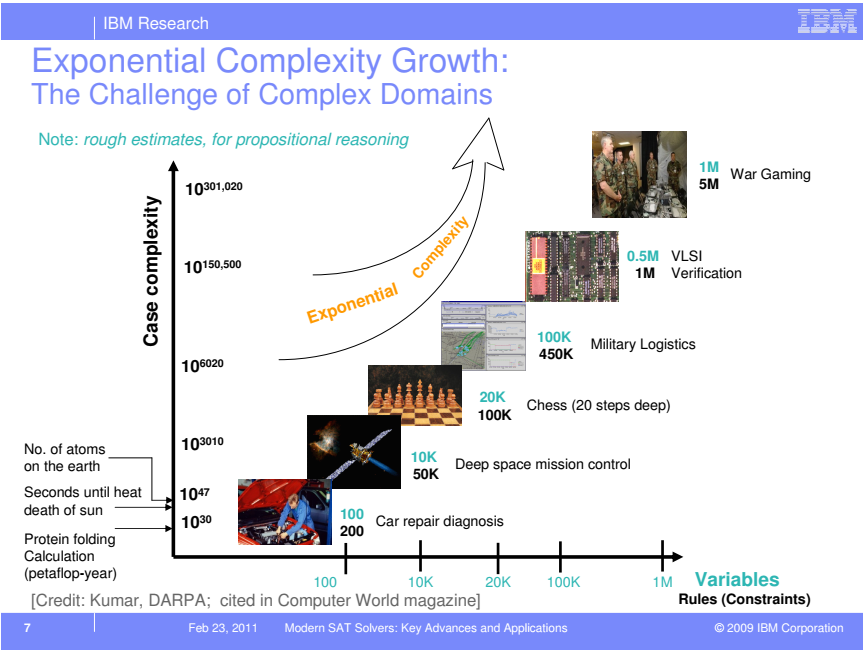 IBM Research
IBM
Exponential Complexity Growth:
The Challenge of Complex Domains
Note: rough estimates, for propositional reasoning
Case complexity
10^301,020
10^150,500
10^6020
10^3010
10^47
10^30
Exponential Complexity
1M
5M
War Gaming
0.5M VLSI
1M Verification
100K
450K
Military Logistics
20K
100K
Chess (20 steps deep)
10K
50K
Deep space mission control
100
200
Car repair diagnosis
No. of atoms
on the earth
Seconds until heat
death of sun
Protein folding
Calculation
(petaflop-year)
100 10K 20K 100K 1M Variables
Rules (Constraints)
[Credit: Kumar, DARPA; cited in Computer World magazine]
7 Feb 23, 2011 Modern SAT Solvers: Key Advances and Applications © 2009 IBM Corporation